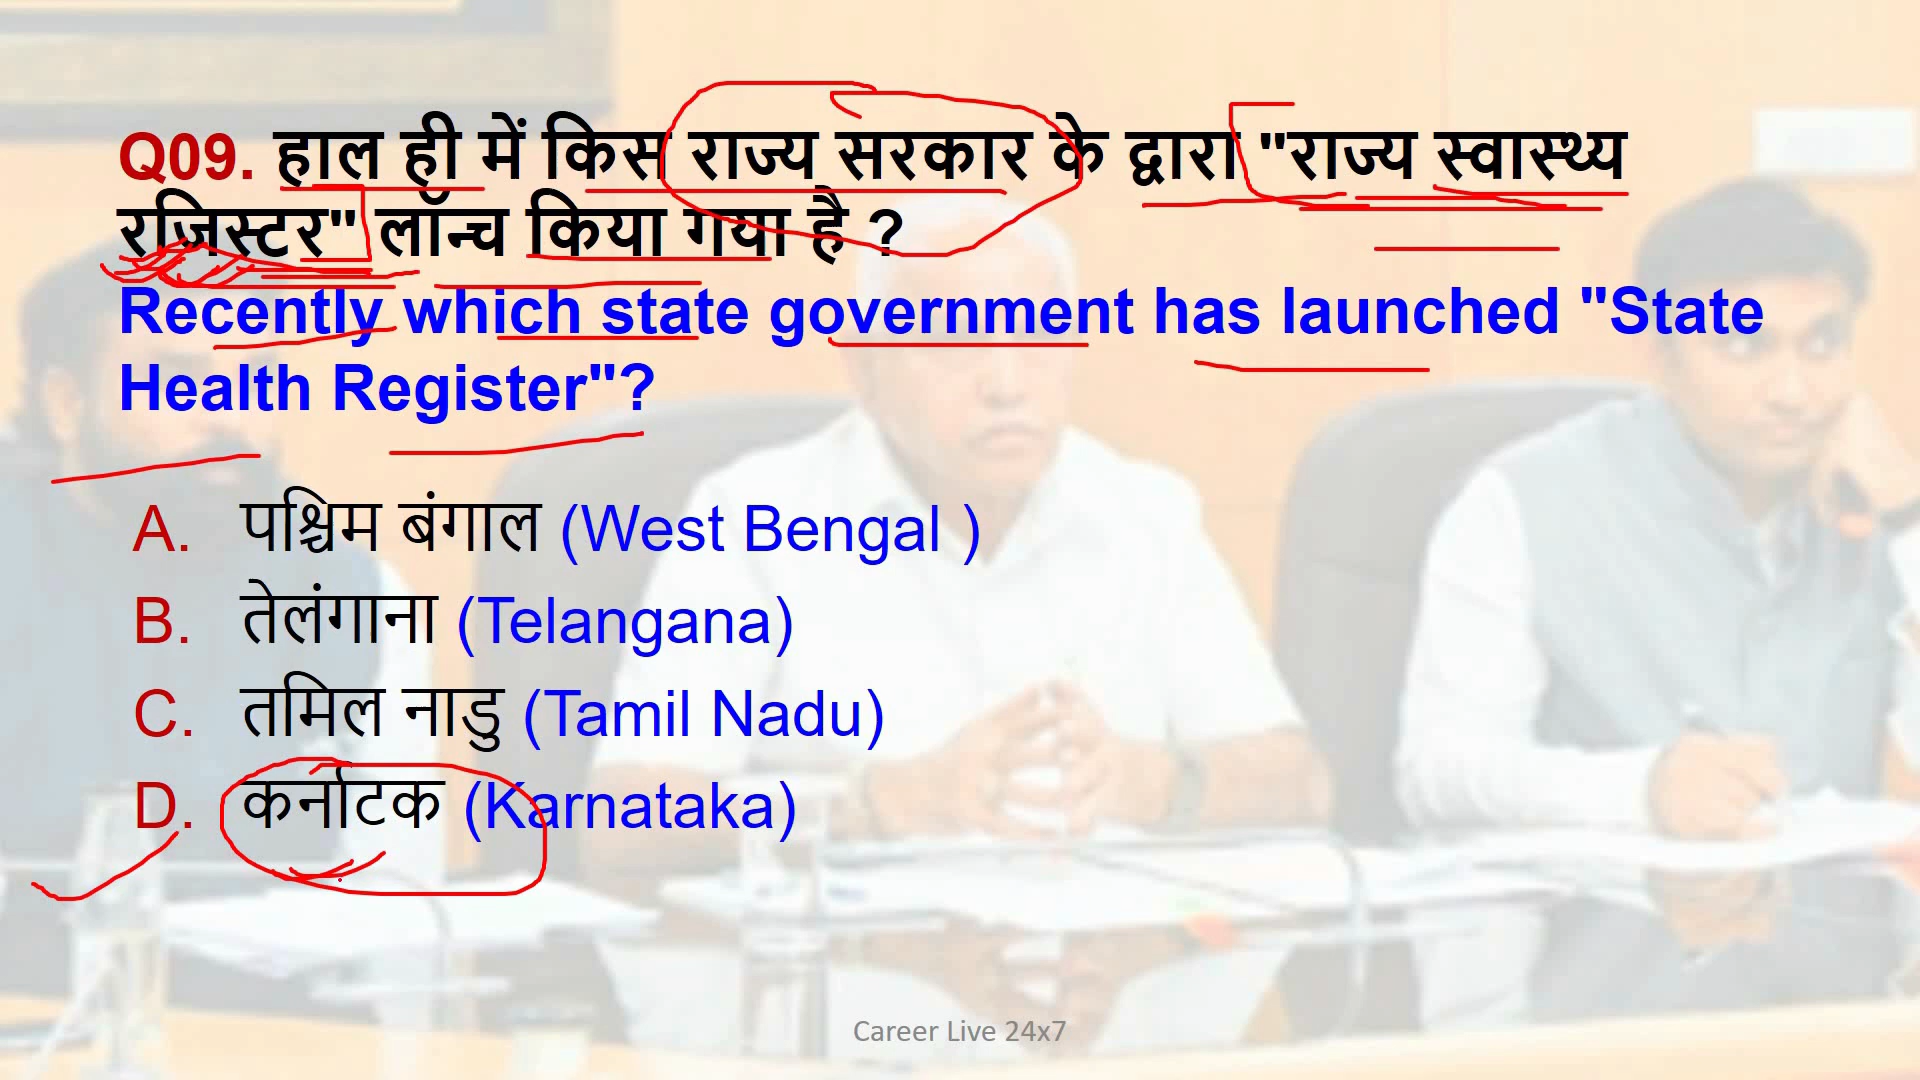 Q09. हाल ही में किस राज्य सरकार के द्वारा "राज्य स्वास्थ्य
रजिस्टर" लॉन्च किया गया है ?
Recently which state government has launched "State
Health Register"?
A. पश्चिम बंगाल (West Bengal )
B. तेलंगाना (Telangana)
C. तमिल नाडु (Tamil Nadu)
D. कर्नाटक (Karnataka)
Career Live 24x7